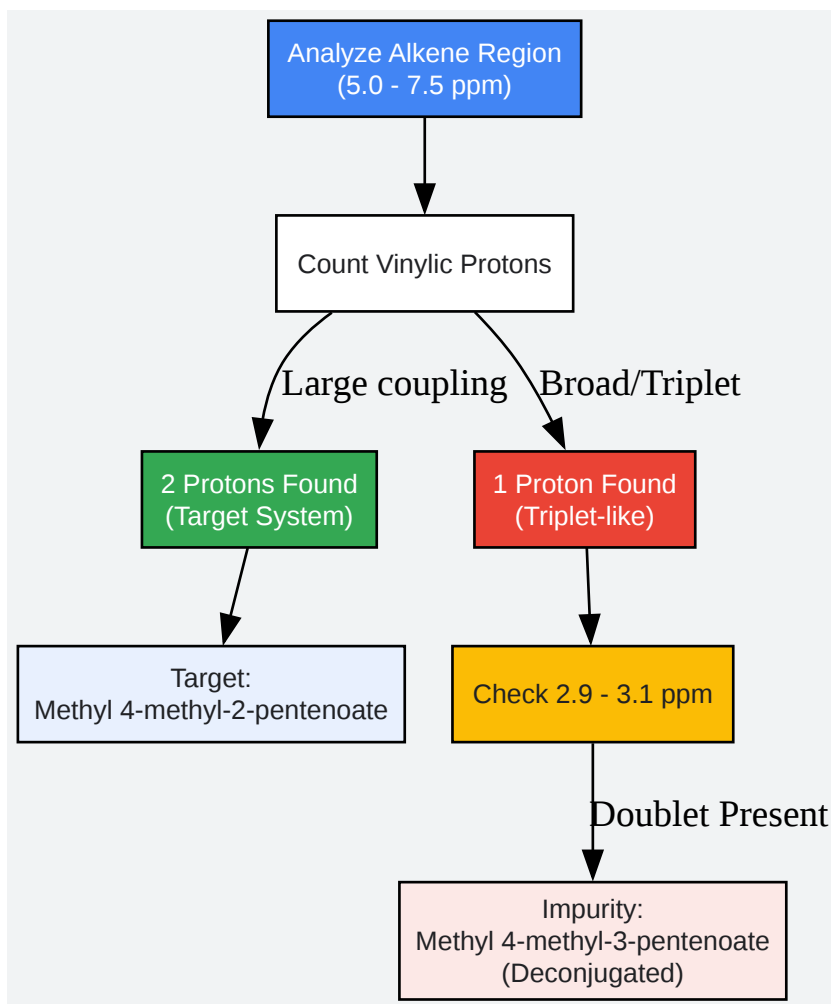 Analyze Alkene Region
(5.0 - 7.5 ppm)
Count Vinylic Protons
Large coupling
Broad/Triplet
2 Protons Found
(Target System)
1 Proton Found
(Triplet-like)
Target:
Methyl 4-methyl-2-pentenoate
Check 2.9 - 3.1 ppm
Doublet Present
Impurity:
Methyl 4-methyl-3-pentenoate
(Deconjugated)